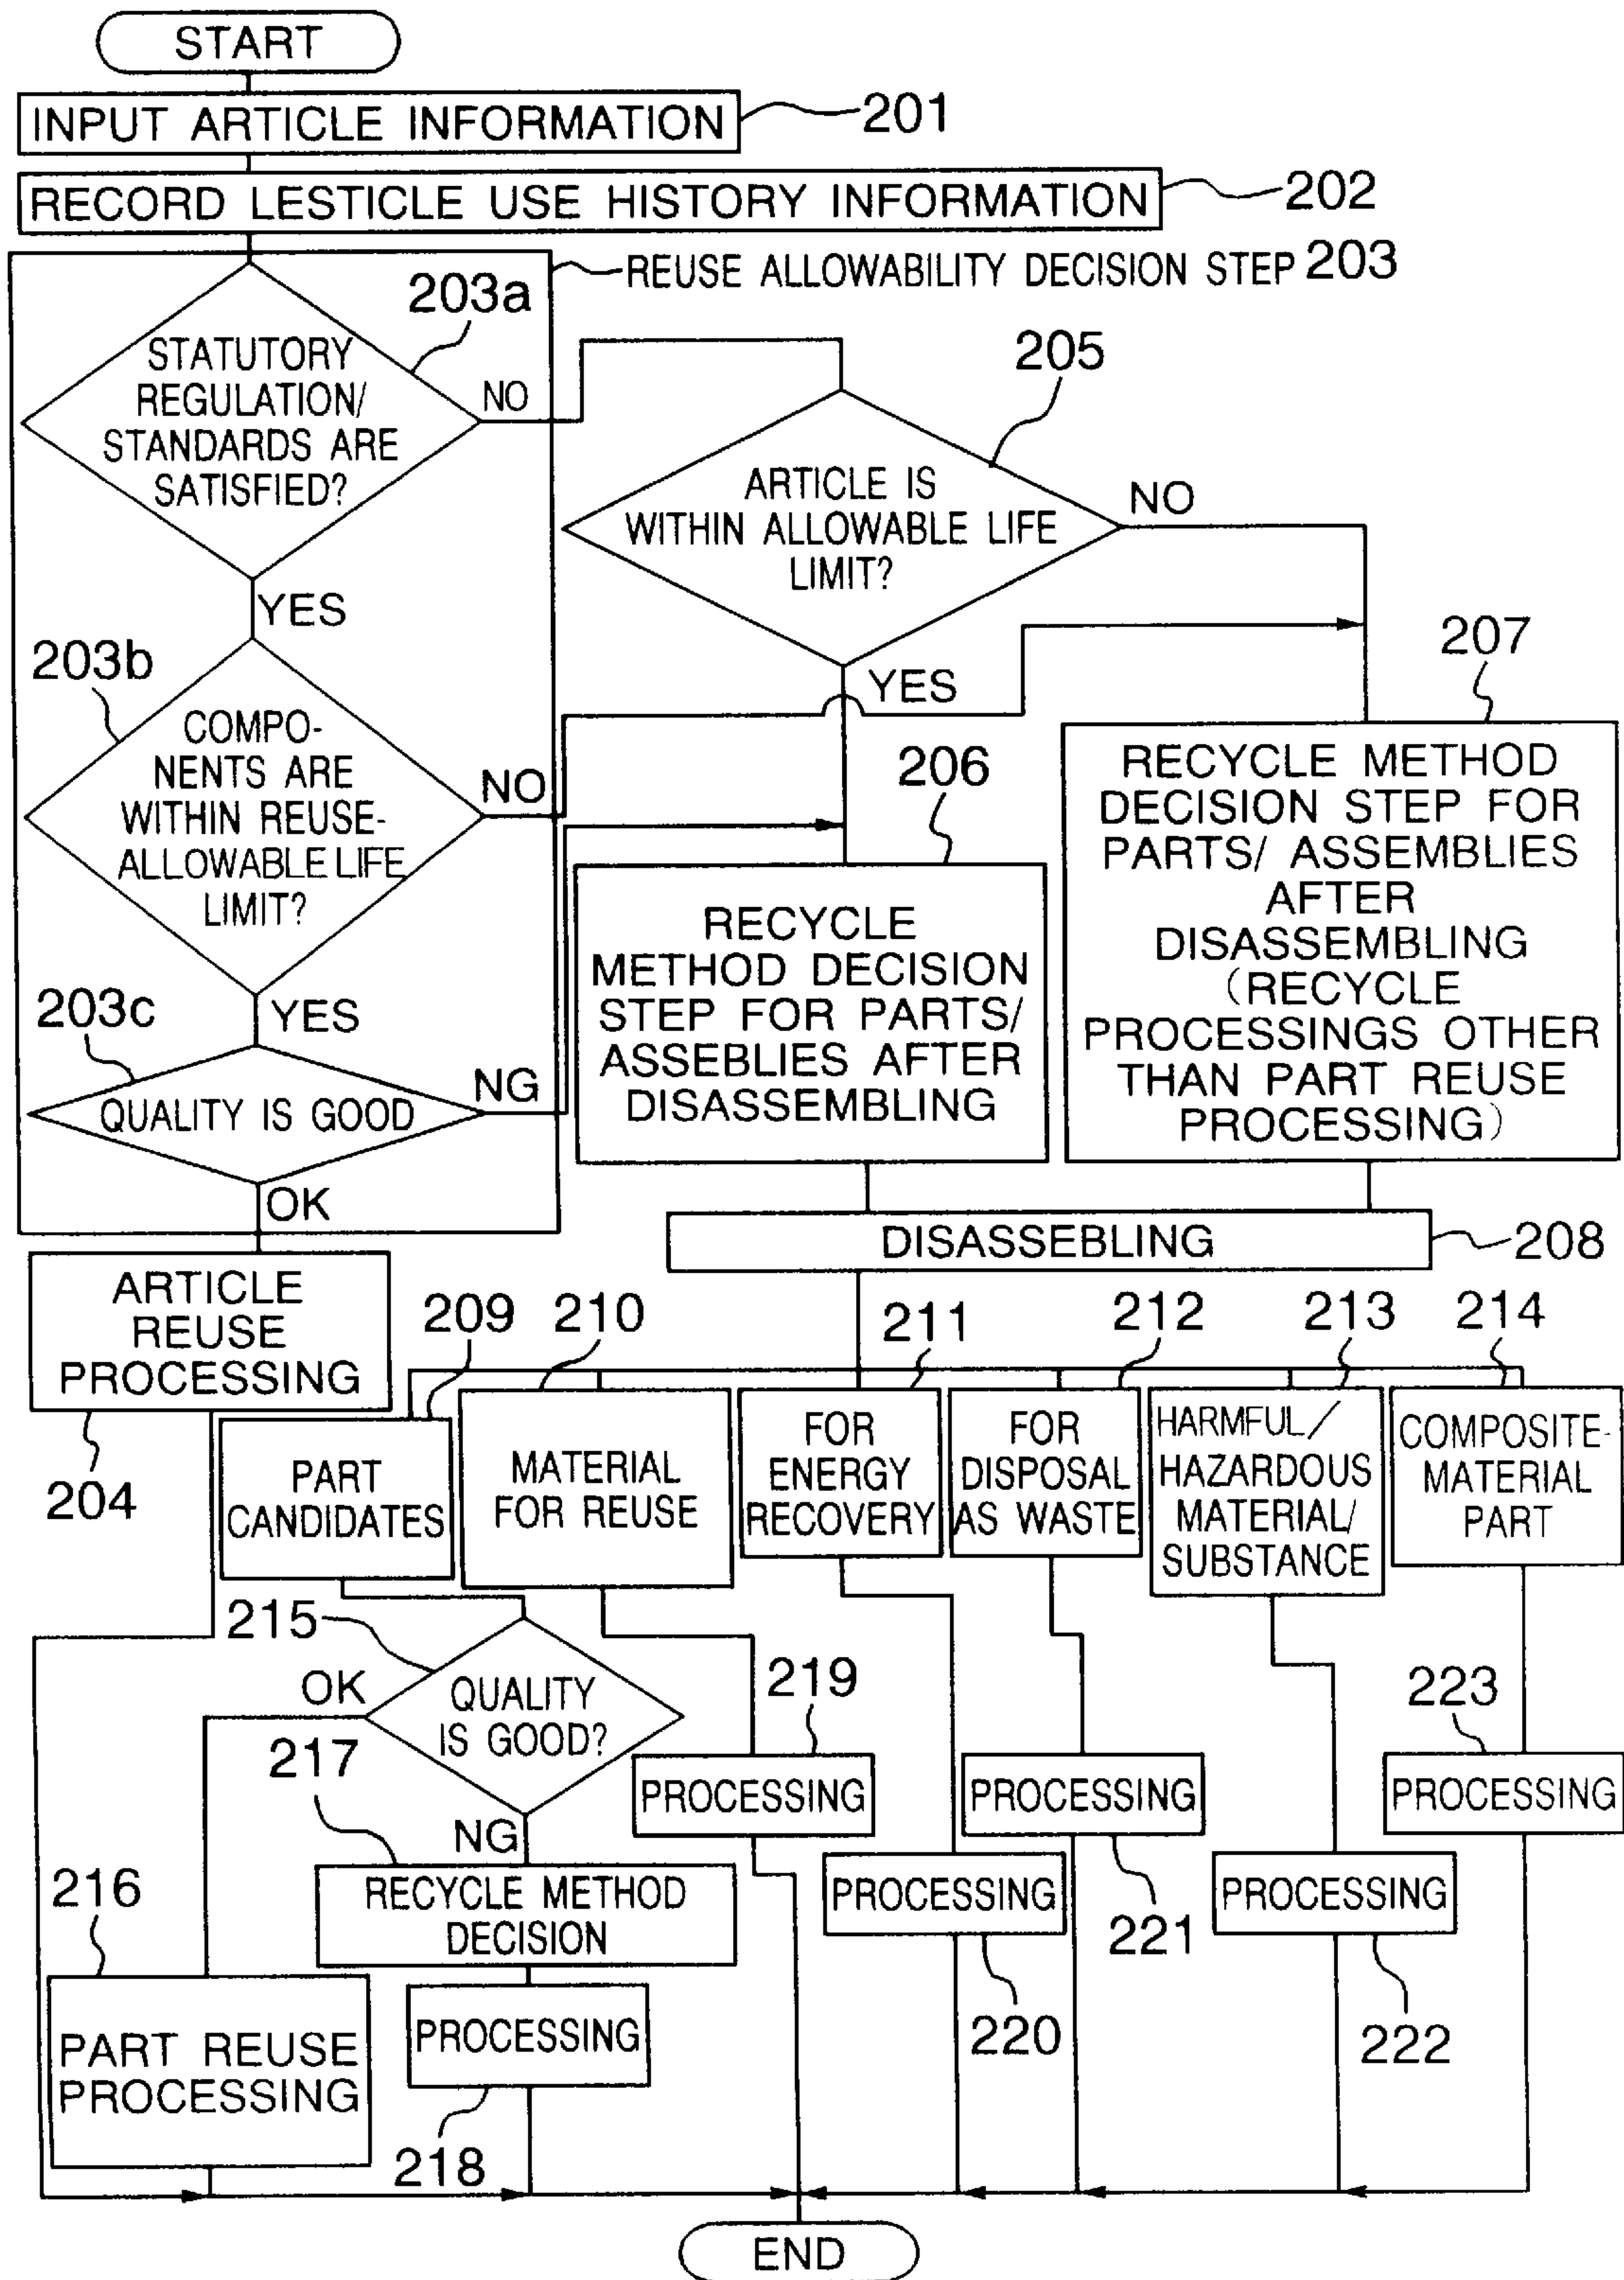 START
INPUT ARTICLE INFORMATION
201
RECORD LESTICLE USE HISTORY INFORMATION
202
REUSE ALLOWABILITY DECISION STEP 203
203a
STATUTORY
REGULATION/
STANDARDS ARE
SATISFIED?
NO
YES
205
ARTICLE IS
WITHIN ALLOWABLE LIFE
LIMIT?
NO
YES
203b
COMPO-
NENTS ARE
WITHIN REUSE-
ALLOWABLE LIFE
LIMIT?
NO
YES
203c
QUALITY IS GOOD
NG
OK
206
RECYCLE
METHOD DECISION
STEP FOR PARTS/
ASSEBLIES AFTER
DISASSEMBLING
207
RECYCLE METHOD
DECISION STEP FOR
PARTS/ ASSEMBLIES
AFTER
DISASSEMBLING
(RECYCLE
PROCESSINGS OTHER
THAN PART REUSE
PROCESSING)
DISASSEBLING
208
ARTICLE
REUSE
PROCESSING
204
209
PART
CANDIDATES
210
MATERIAL
FOR REUSE
211
FOR
ENERGY
RECOVERY
212
FOR
DISPOSAL
AS WASTE
213
HARMFUL/
HAZARDOUS
MATERIAL/
SUBSTANCE
214
COMPOSITE-
MATERIAL
PART
215
QUALITY
IS GOOD?
OK
NG
216
PART REUSE
PROCESSING
217
RECYCLE METHOD
DECISION
PROCESSING
218
219
PROCESSING
PROCESSING
220
PROCESSING
221
PROCESSING
222
223
PROCESSING
END